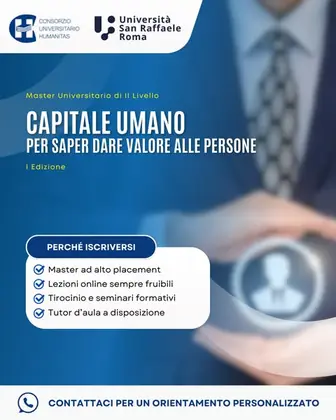 CONSORZIO
UNIVERSITARIO
HUMANITAS
Università
San Raffaele
Roma
Master Universitario di II Livello
CAPITALE UMANO
PER SAPER DARE VALORE ALLE PERSONE
I Edizione
PERCHÉ ISCRIVERSI
Master ad alto placement
Lezioni online sempre fruibili
Tirocinio e seminari formativi
Tutor d'aula a disposizione
CONTATTACI PER UN ORIENTAMENTO PERSONALIZZATO